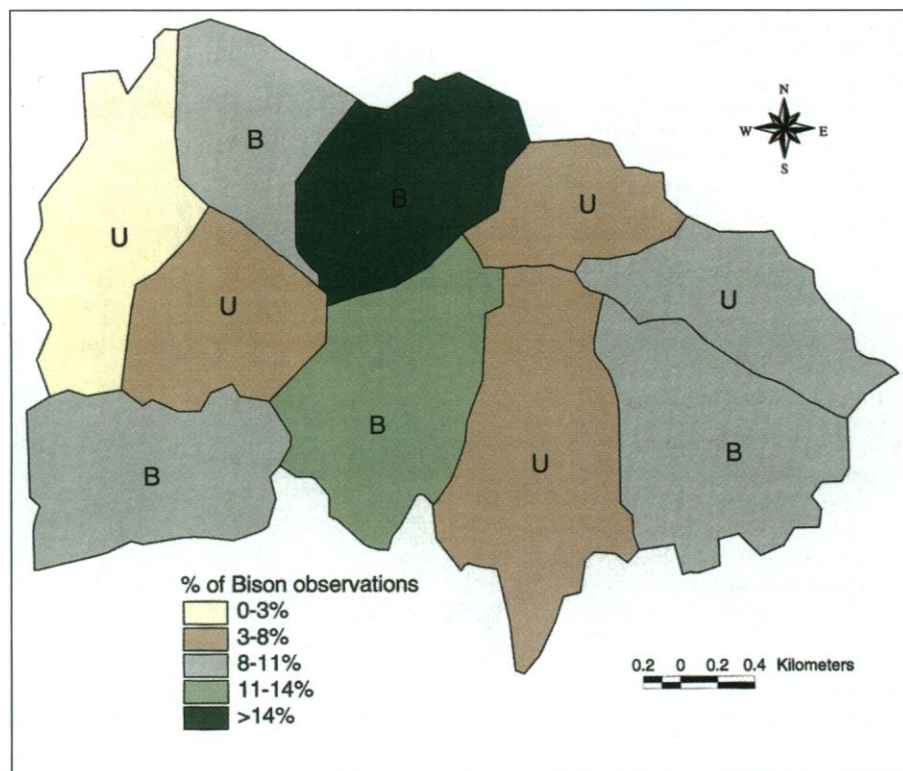 N
W E
S
B
B
U
U
U
U
B
U
B
B
% of Bison observations
0-3%
3-8%
8-11%
11-14%
>14%
0.2 0 0.2 0.4 Kilometers